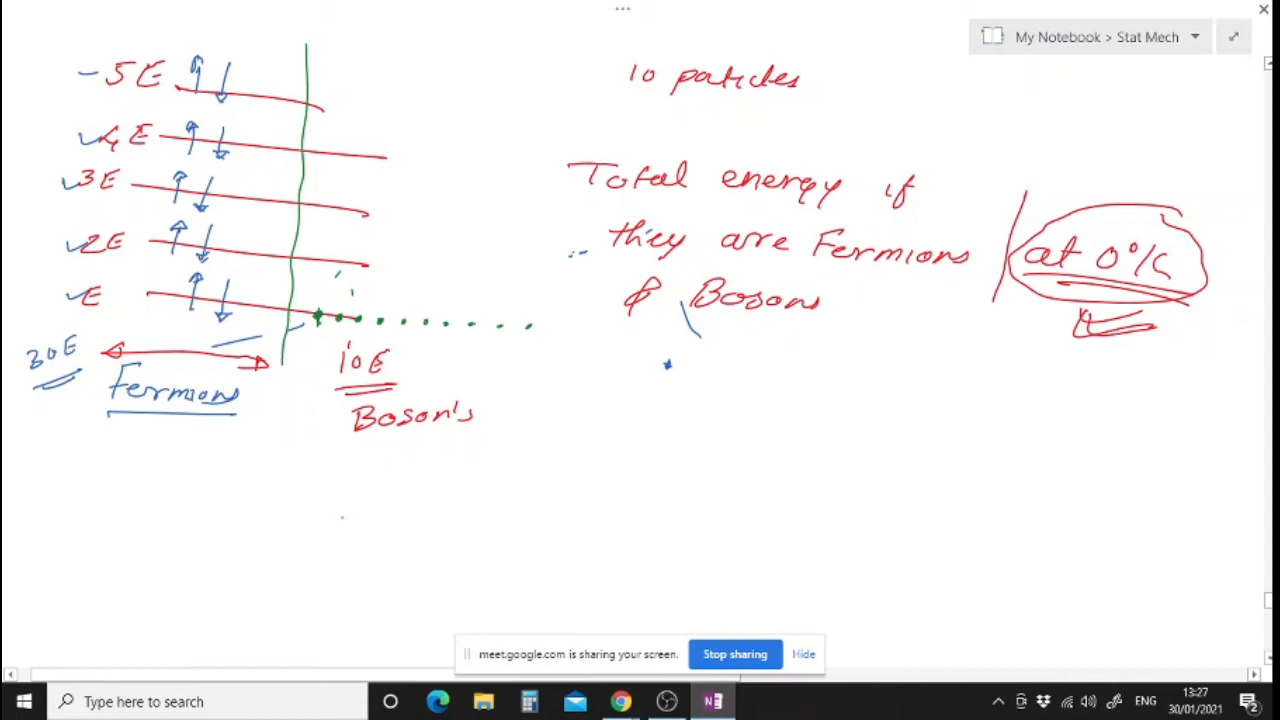 My Notebook > Stat Mech
5E
4E
3E
2E
E
30E
Fermions
10E
Boson's
10 paticles
Total energy if
they are Fermions
& Bosons
at 0°K
meet.google.com is sharing your screen.
Stop sharing
Hide
Type here to search
ENG
13:27
30/01/2021
2